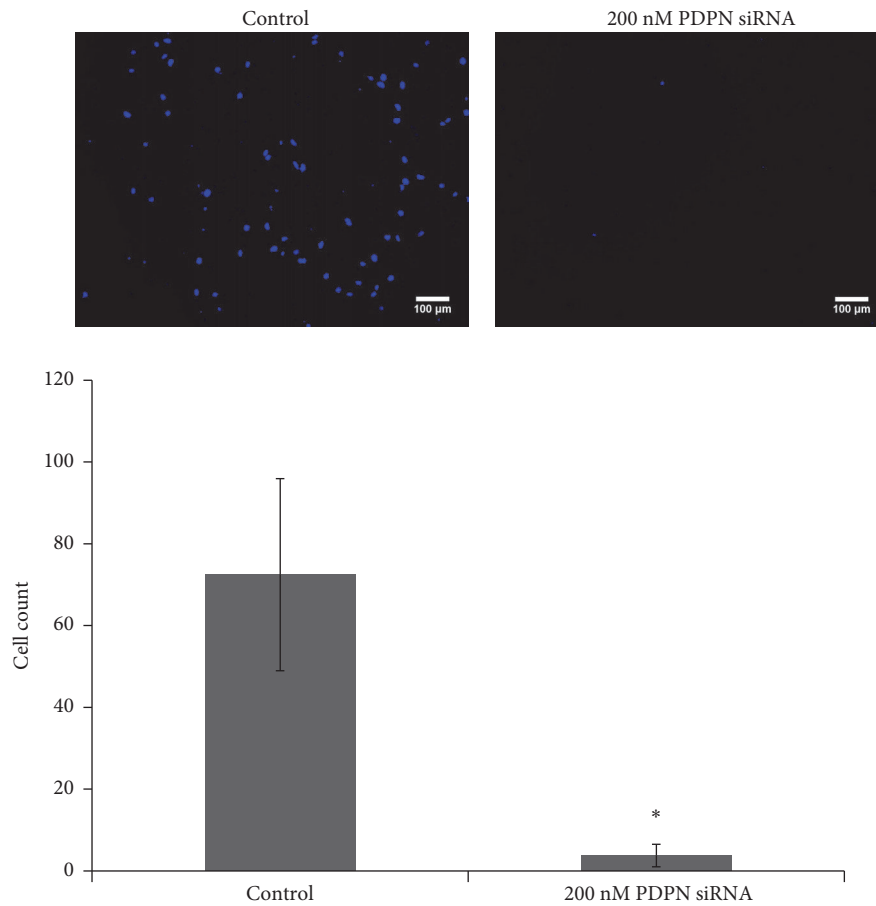 Control
200 nM PDPN siRNA
100 µm
100 µm
120
100
80
60
40
20
0
Cell count
*
Control
200 nM PDPN siRNA